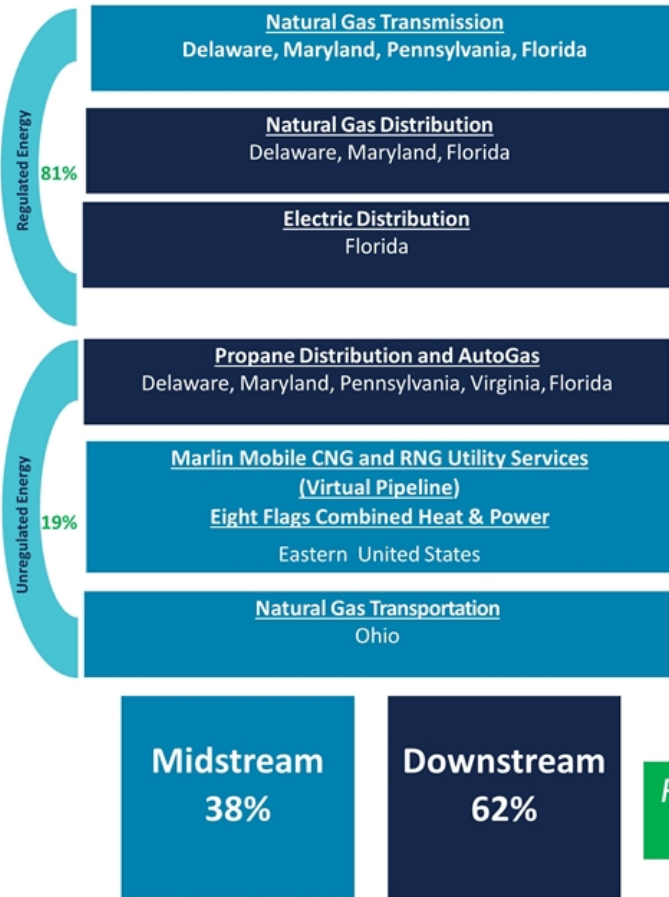 Natural Gas Transmission
Delaware, Maryland, Pennsylvania, Florida
Natural Gas Distribution
Delaware, Maryland, Florida
Regulated Energy
81%
Electric Distribution
Florida
Propane Distribution and AutoGas
Delaware, Maryland, Pennsylvania, Virginia, Florida
Marlin Mobile CNG and RNG Utility Services
(Virtual Pipeline)
Eight Flags Combined Heat & Power
Eastern United States
Unregulated Energy
19%
Natural Gas Transportation
Ohio
Midstream
38%
Downstream
62%